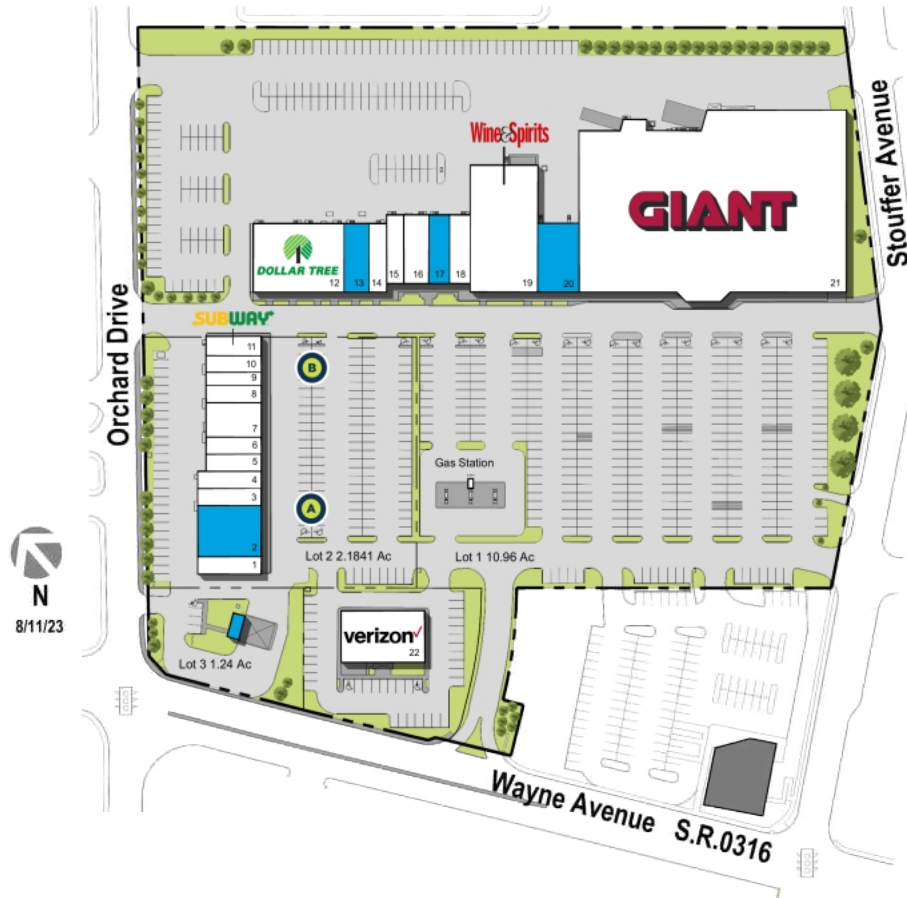 Wine & Spirits
GIANT
Stouffer Avenue
DOLLAR TREE
12
13
14
15
16
17
18
19
20
21
Orchard Drive
SUBWAY
11
10
9
8
7
6
5
4
3
2
1
B
A
Gas Station
Lot 2 2.1841 Ac
Lot 1 10.96 Ac
N
8/11/23
verizon
22
Lot 3 1.24 Ac
Wayne Avenue S.R.0316